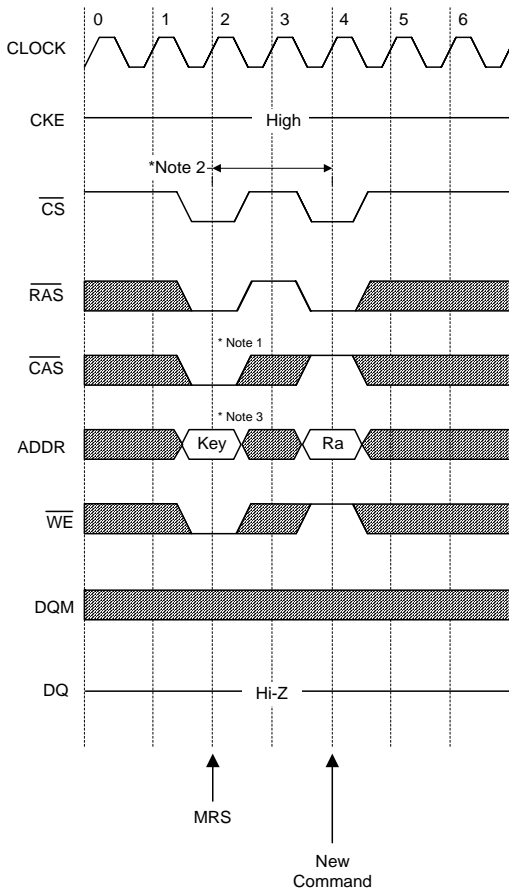 0 1 2 3 4 5 6
CLOCK
CKE High
*Note 2
CS
RAS
* Note 1
CAS
* Note 3
ADDR Key Ra
WE
DQM
DQ Hi-Z
MRS
New
Command